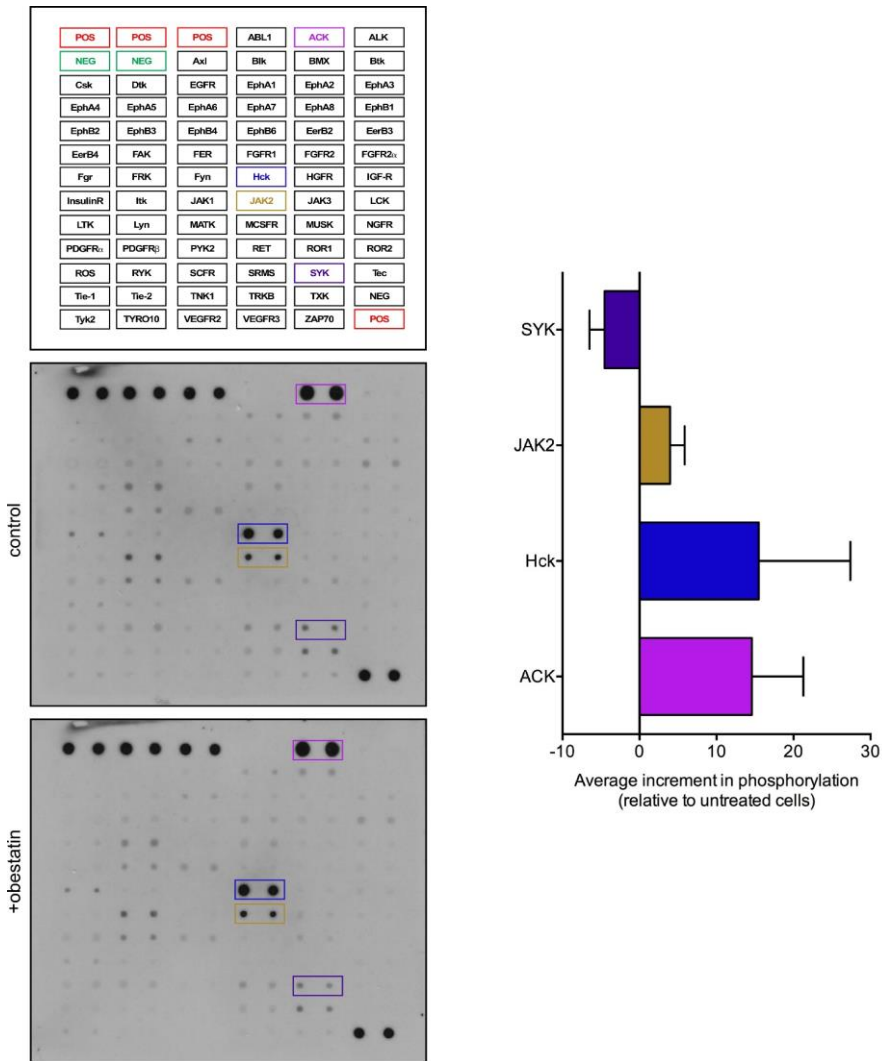 POS POS POS ABL1 ACK ALK
NEG NEG Axl Blk BMX Btk
Csk Dtk EGFR EphA1 EphA2 EphA3
EphA4 EphA5 EphA6 EphA7 EphA8 EphB1
EphB2 EphB3 EphB4 EphB6 EerB2 EerB3
EerB4 FAK FER FGFR1 FGFR2 FGFR2α
Fgr FRK Fyn Hck HGFR IGF-R
InsulinR Itk JAK1 JAK2 JAK3 LCK
LTK Lyn MATK MCSFR MUSK NGFR
PDGFRα PDGFRβ PYK2 RET ROR1 ROR2
ROS RYK SCFR SRMS SYK Tec
Tie-1 Tie-2 TNK1 TRKB TXK NEG
Tyk2 TYRO10 VEGFR2 VEGFR3 ZAP70 POS
control
+obestatin
SYK
JAK2
Hck
ACK
-10 0 10 20 30
Average increment in phosphorylation
(relative to untreated cells)